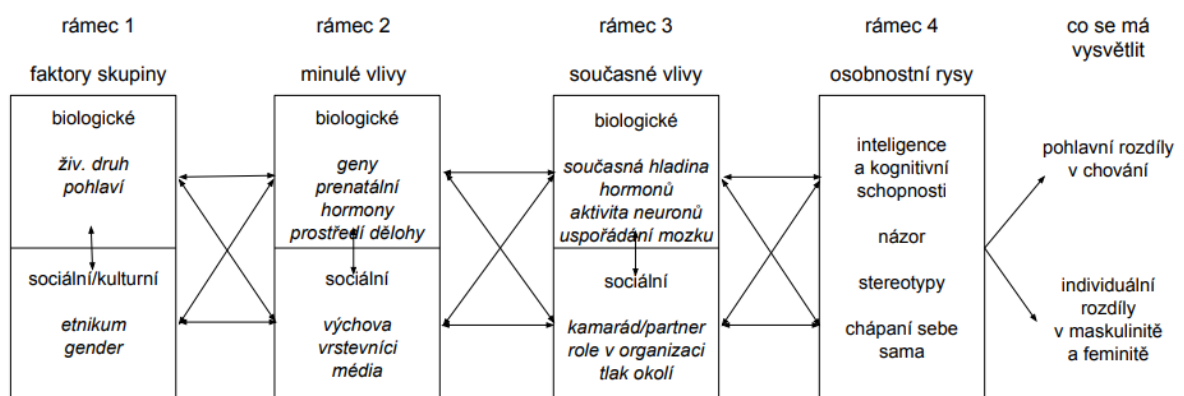 rámec 1
faktory skupiny
biologické
živ. druh
pohlaví
sociální/kulturní
etnikum
gender
rámec 2
minulé vlivy
biologické
geny
prenatální
hormony
prostředí dělohy
sociální
výchova
vrstevníci
média
rámec 3
současné vlivy
biologické
současná hladina
hormonů
aktivita neuronů
uspořádání mozku
sociální
kamarád/partner
role v organizaci
tlak okolí
rámec 4
osobnostní rysy
inteligence
a kognitivní
schopnosti
názor
stereotypy
chápaní sebe
sama
co se má
vysvětlit
pohlavní rozdíly
v chování
individuální
rozdíly
v maskulinitě
a feminitě